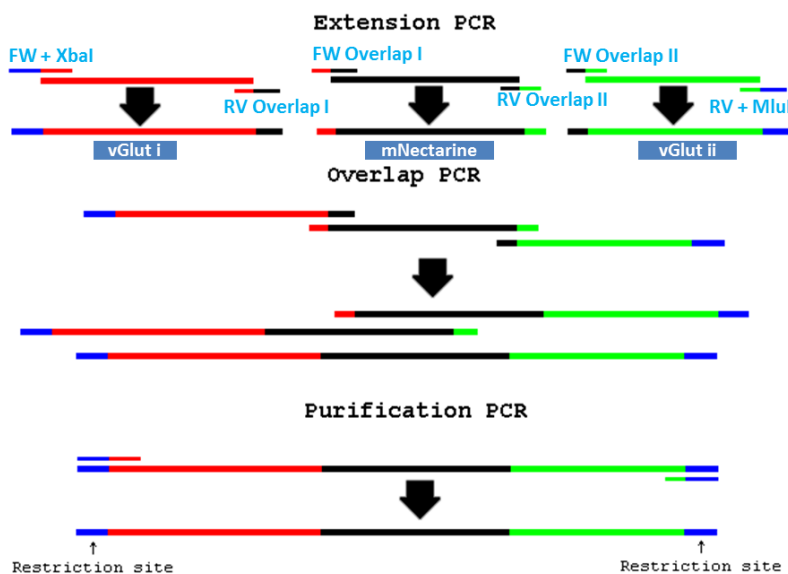 Extension PCR
FW + XbaI
FW Overlap I
FW Overlap II
RV Overlap I
RV Overlap II
RV + MluI
vGlut i
mNectarine
vGlut ii
Overlap PCR
Purification PCR
↑ ↑
Restriction site
Restriction site